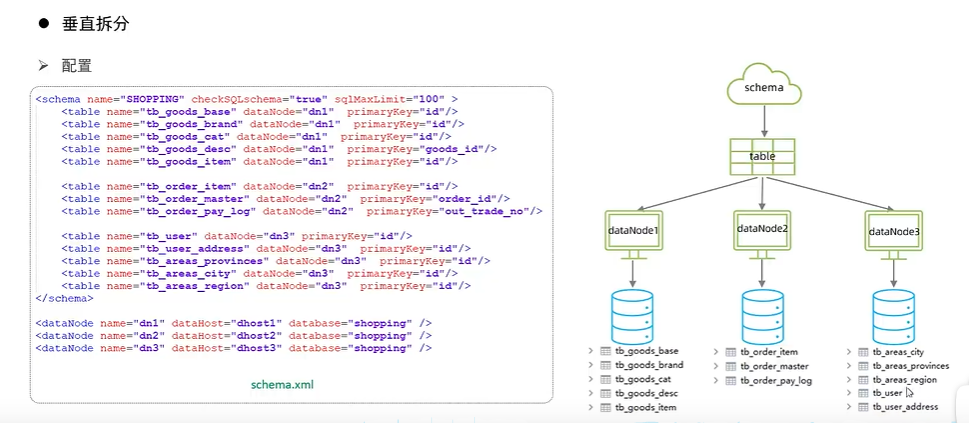 ● 垂直拆分
➢ 配置
<schema name="SHOPPING" checkSQLschema="true" sqlMaxLimit="100" >
<table name="tb_goods_base" dataNode="dn1" primaryKey="id"/>
<table name="tb_goods_brand" dataNode="dn1" primaryKey="id"/>
<table name="tb_goods_cat" dataNode="dn1" primaryKey="id"/>
<table name="tb_goods_desc" dataNode="dn1" primaryKey="goods_id"/>
<table name="tb_goods_item" dataNode="dn1" primaryKey="id"/>
<table name="tb_order_item" dataNode="dn2" primaryKey="id"/>
<table name="tb_order_master" dataNode="dn2" primaryKey="order_id"/>
<table name="tb_order_pay_log" dataNode="dn2" primaryKey="out_trade_no"/>
<table name="tb_user" dataNode="dn3" primaryKey="id"/>
<table name="tb_user_address" dataNode="dn3" primaryKey="id"/>
<table name="tb_areas_provinces" dataNode="dn3" primaryKey="id"/>
<table name="tb_areas_city" dataNode="dn3" primaryKey="id"/>
<table name="tb_areas_region" dataNode="dn3" primaryKey="id"/>
</schema>
<dataNode name="dn1" dataHost="dhost1" database="shopping" />
<dataNode name="dn2" dataHost="dhost2" database="shopping" />
<dataNode name="dn3" dataHost="dhost3" database="shopping" />
schema.xml
schema
table
dataNode1
dataNode2
dataNode3
tb_goods_base
tb_goods_brand
tb_goods_cat
tb_goods_desc
tb_goods_item
tb_order_item
tb_order_master
tb_order_pay_log
tb_areas_city
tb_areas_provinces
tb_areas_region
tb_user
tb_user_address